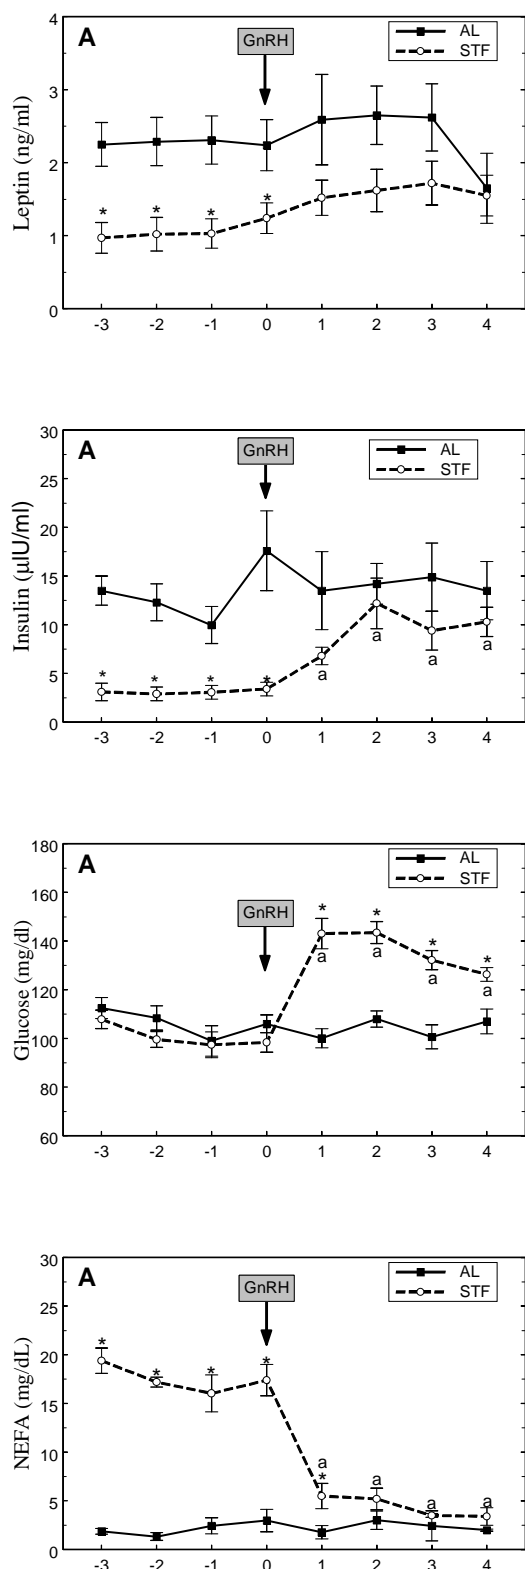 A
GnRH
AL
STF
Leptin (ng/ml)
4
3
2
1
0
* * * *
-3 -2 -1 0 1 2 3 4
A
GnRH
AL
STF
Insulin (µIU/ml)
30
25
20
15
10
5
0
* * * *
a a a a
-3 -2 -1 0 1 2 3 4
A
GnRH
AL
STF
Glucose (mg/dl)
180
160
140
120
100
80
60
* * * *
a a a a
-3 -2 -1 0 1 2 3 4
A
GnRH
AL
STF
NEFA (mg/dL)
30
25
20
15
10
5
0
* * * * *
a a a a
-3 -2 -1 0 1 2 3 4